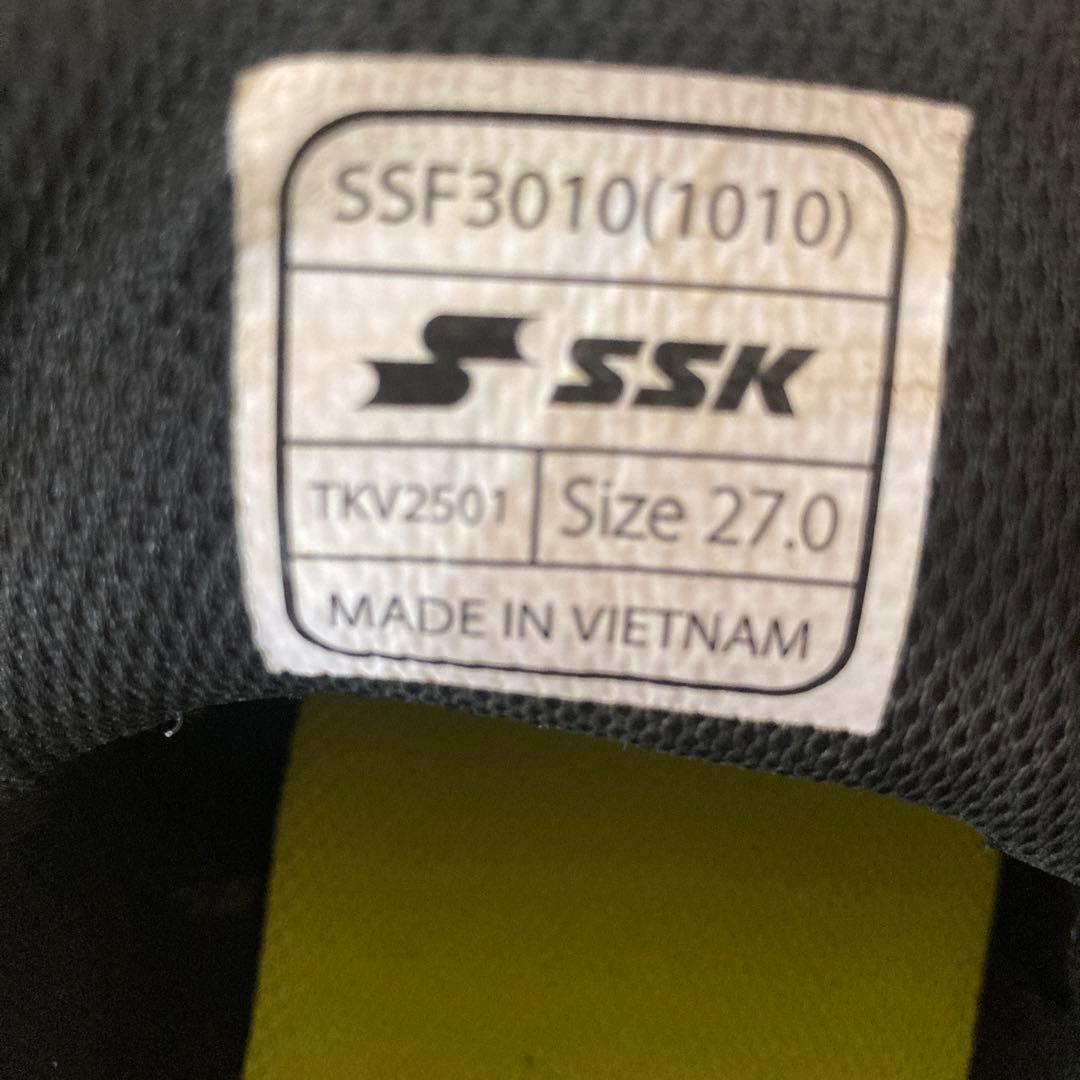 SSF3010(1010)
SSK
TKV2501 Size 27.0
MADE IN VIETNAM